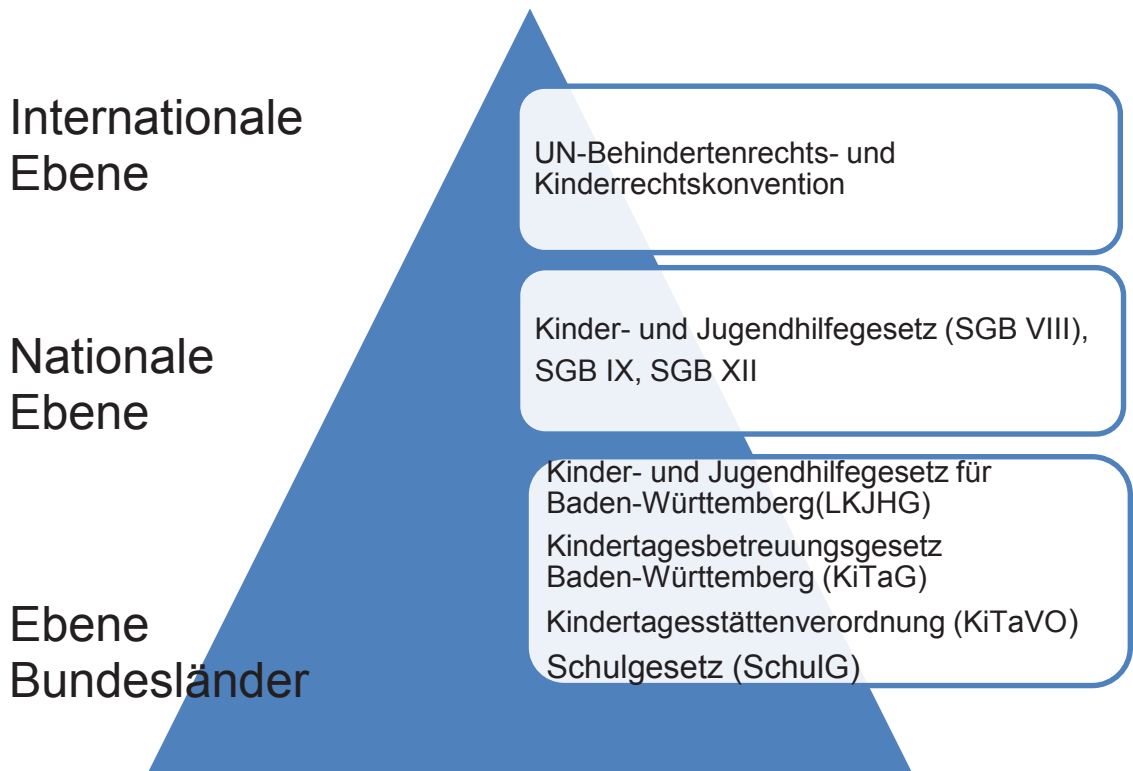 Internationale
Ebene
UN-Behindertenrechts- und
Kinderrechtskonvention
Nationale
Ebene
Kinder- und Jugendhilfegesetz (SGB VIII),
SGB IX, SGB XII
Ebene
Bundesländer
Kinder- und Jugendhilfegesetz für
Baden-Württemberg(LKJHG)
Kindertagesbetreuungsgesetz
Baden-Württemberg (KiTaG)
Kindertagesstättenverordnung (KiTaVO)
Schulgesetz (SchulG)